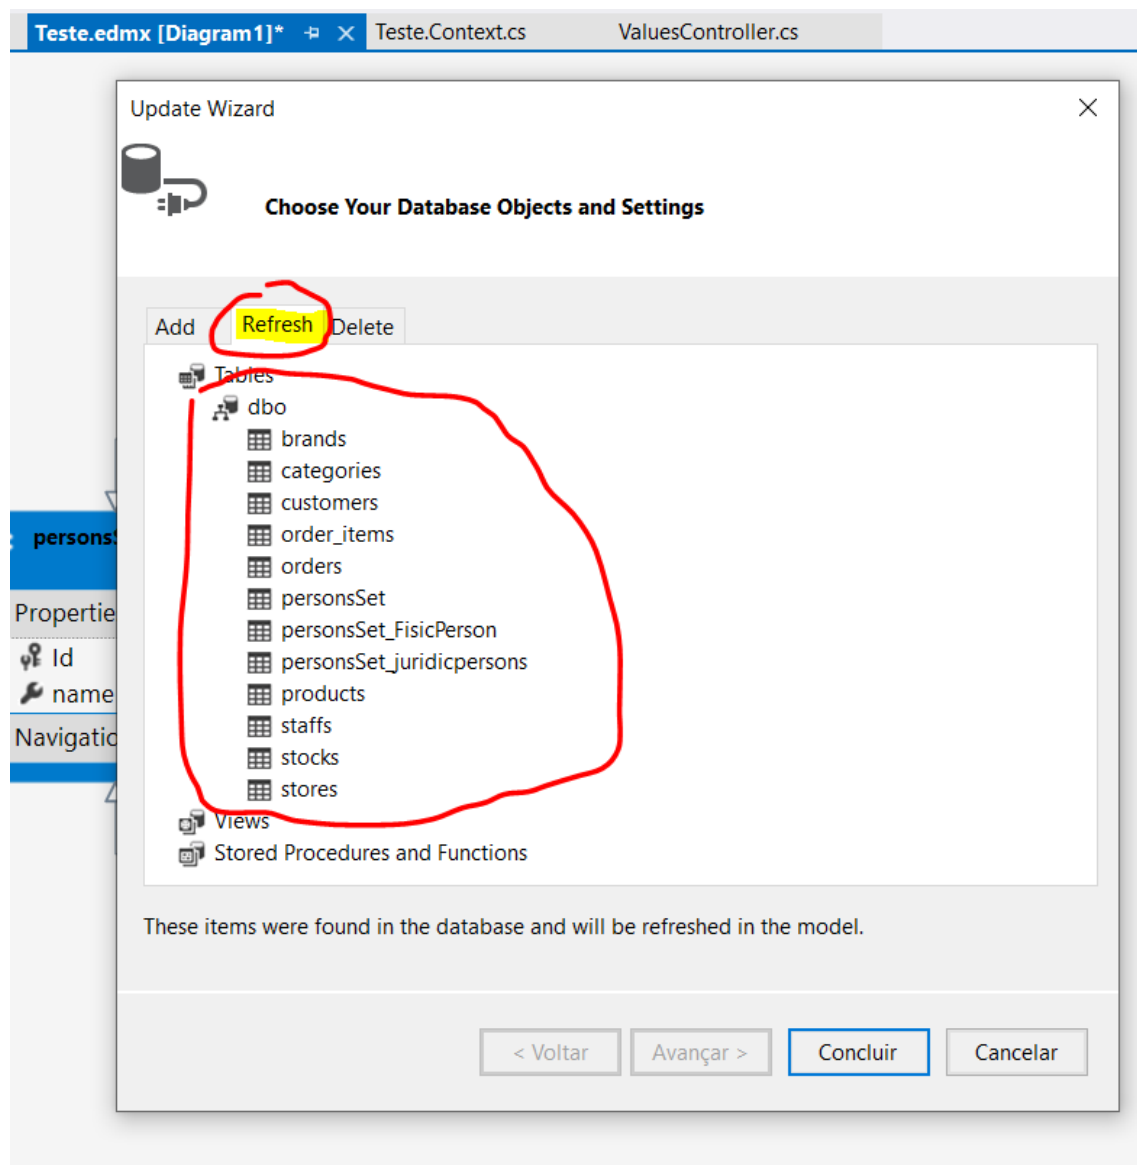 Teste.edmx [Diagram1]* Teste.Context.cs ValuesController.cs
Update Wizard
Choose Your Database Objects and Settings
Add Refresh Delete
Tables
dbo
brands
categories
customers
order_items
orders
personsSet
personsSet_FisicPerson
personsSet_juridicpersons
products
staffs
stocks
stores
Views
Stored Procedures and Functions
persons
Propertie
Id
name
Navigatio
These items were found in the database and will be refreshed in the model.
< Voltar Avançar > Concluir Cancelar